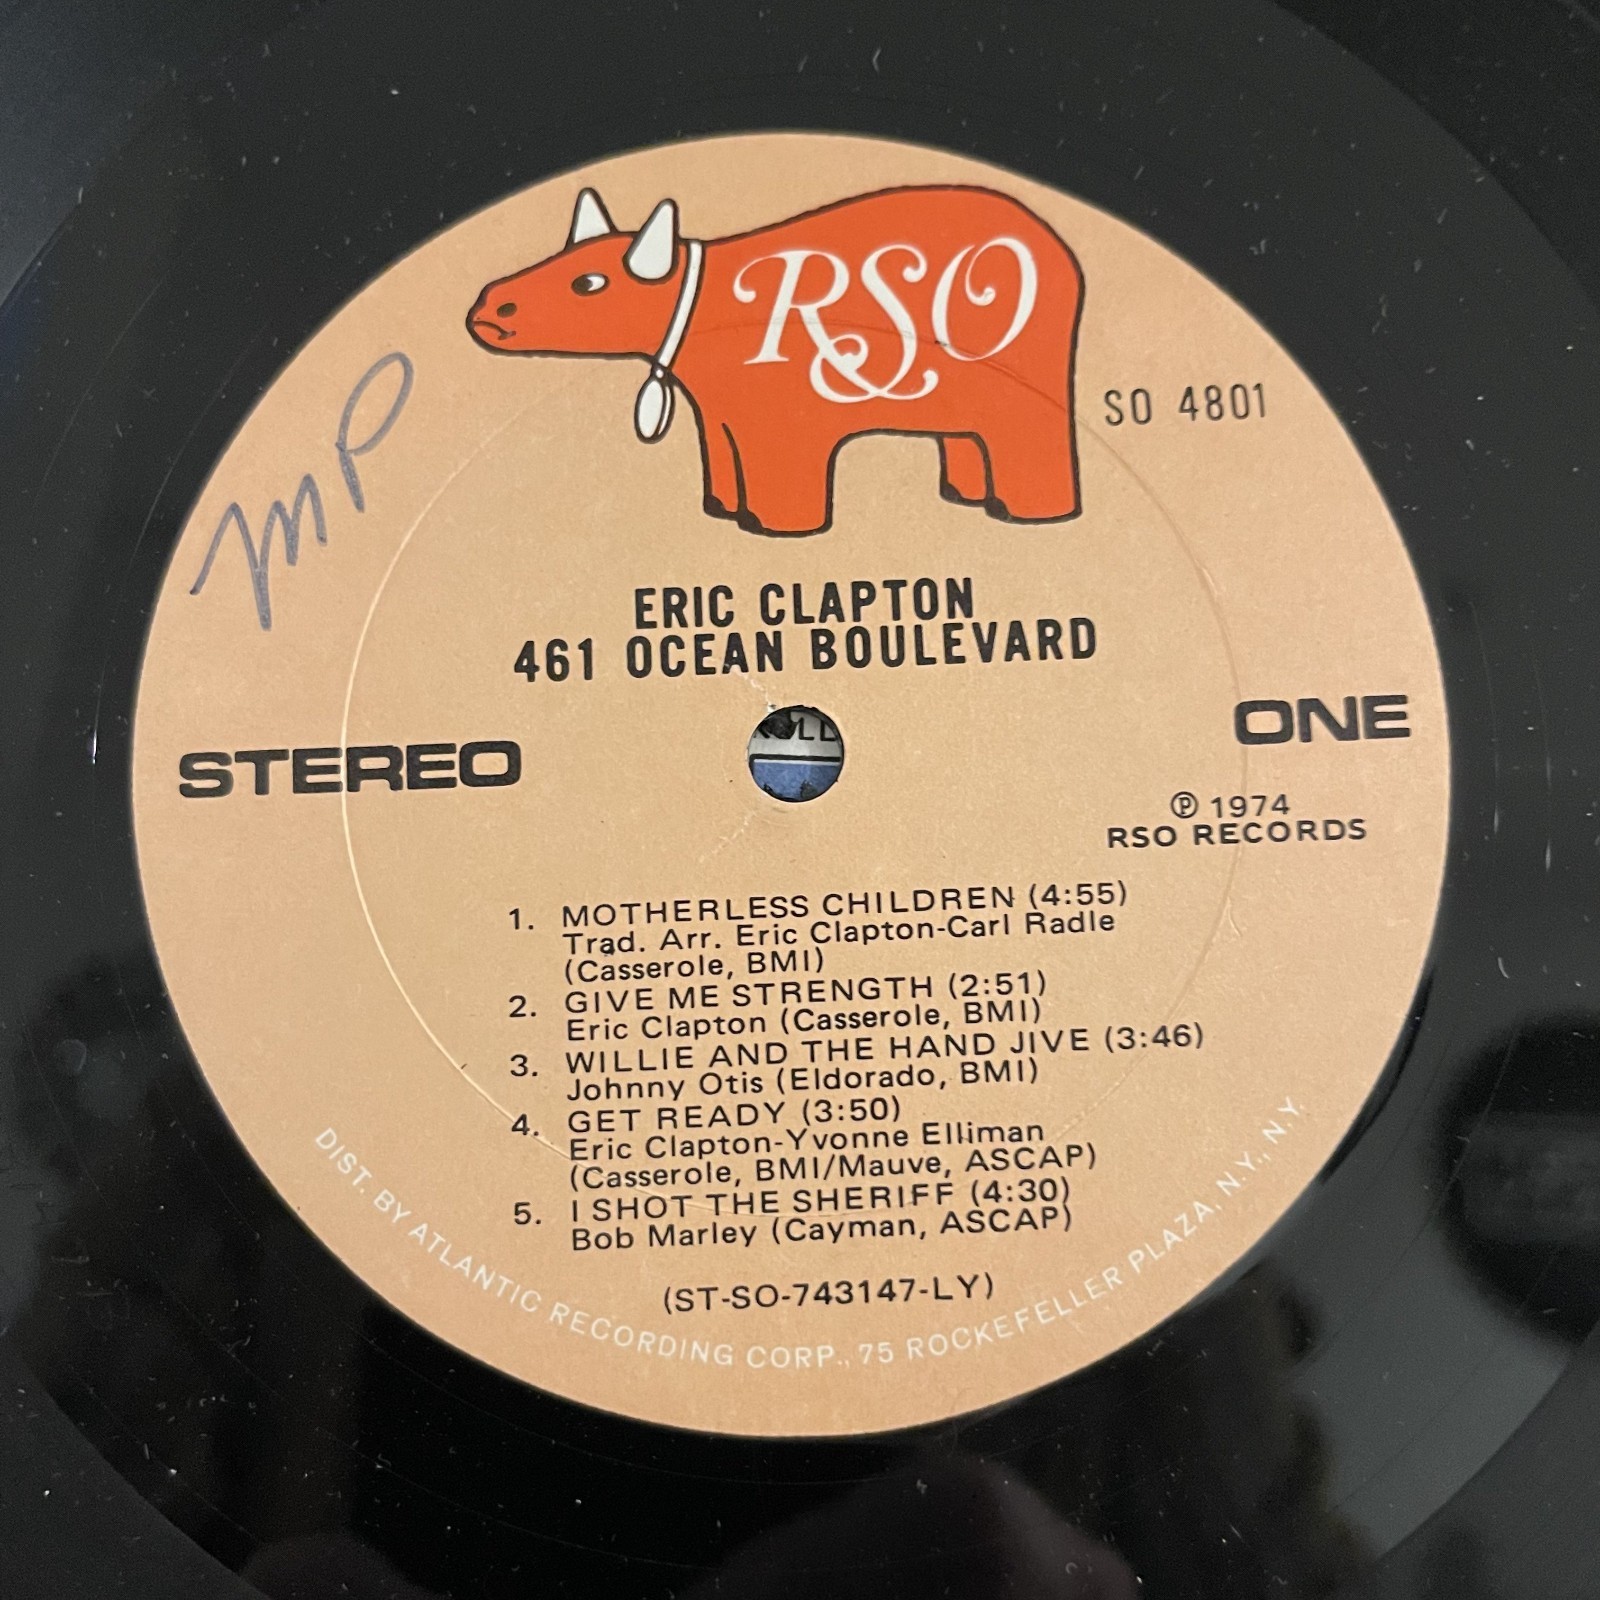 RSO
SO 4801
MP
ERIC CLAPTON
461 OCEAN BOULEVARD
STEREO
ONE
Ⓟ 1974
RSO RECORDS
1. MOTHERLESS CHILDREN (4:55)
Trad. Arr. Eric Clapton-Carl Radle
(Casserole, BMI)
2. GIVE ME STRENGTH (2:51)
Eric Clapton (Casserole, BMI)
3. WILLIE AND THE HAND JIVE (3:46)
Johnny Otis (Eldorado, BMI)
4. GET READY (3:50)
Eric Clapton-Yvonne Elliman
(Casserole, BMI/Mauve, ASCAP)
5. I SHOT THE SHERIFF (4:30)
Bob Marley (Cayman, ASCAP)
(ST-SO-743147-LY)
DIST. BY ATLANTIC RECORDING CORP., 75 ROCKEFELLER PLAZA, N.Y., N.Y.